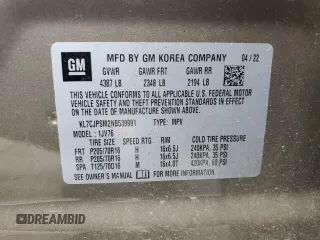 GM
MFD BY GM KOREA COMPANY 04 / 22
GVWR GAWR FRT GAWR RR
4387 LB 2348 LB 2194 LB
THIS VEHICLE CONFORMS TO ALL APPLICABLE U.S. FEDERAL
MOTOR VEHICLE SAFETY, BUMPER, AND THEFT PREVENTION
STANDARDS IN EFFECT ON THE DATE OF MANUFACTURE SHOWN
ABOVE.
KL7CJPSM2NB539991 TYPE: MPV
MODEL: 1JV76
TIRE SIZE SPEED RTG RIM COLD TIRE PRESSURE
FRT P205/70R16 H 16x6.5J 240KPA, 35 PSI
RR P205/70R16 H 16x6.5J 240KPA, 35 PSI
SPA T125/70D16 M 16x4.0T 420KPA, 60 PSI
SEE OWNER'S MANUAL
DREAMBID